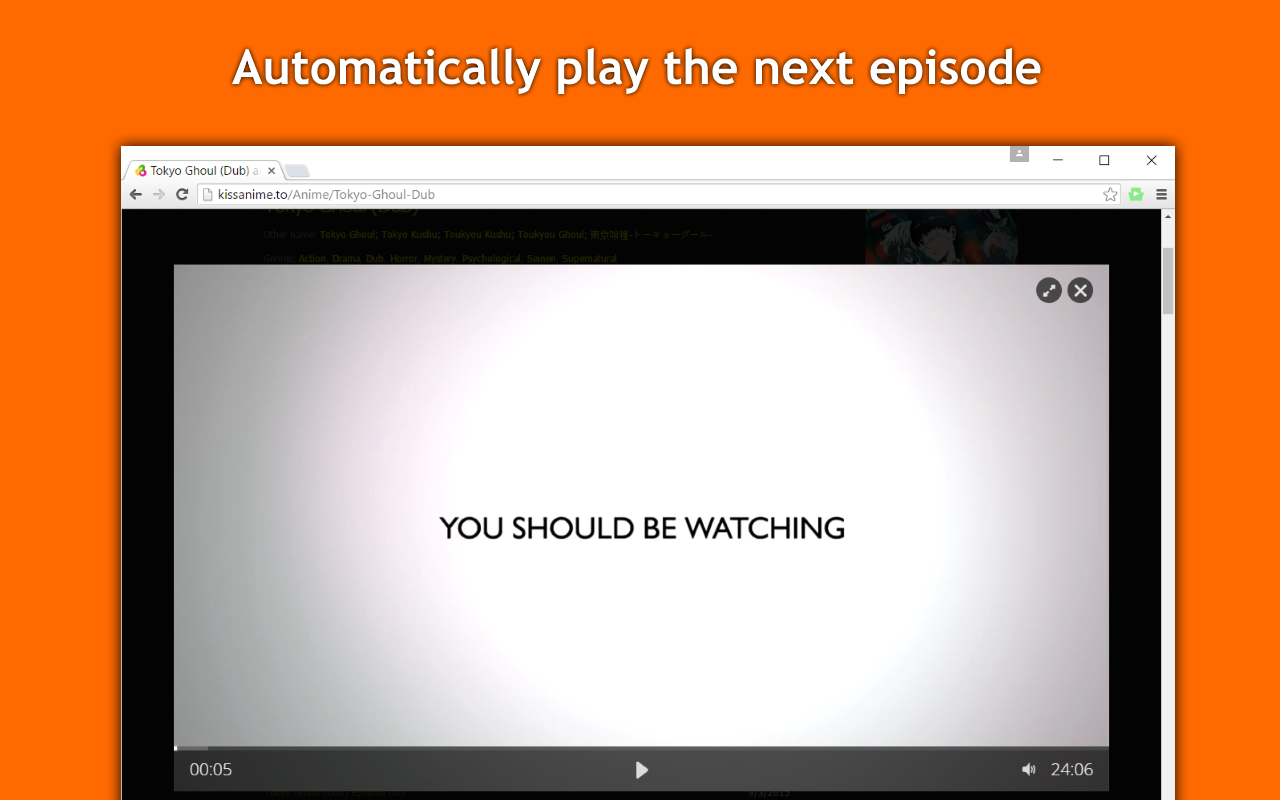 Automatically play the next episode
Tokyo Ghoul (Dub) a
kissanime.to/Anime/Tokyo-Ghoul-Dub
Tokyo Ghoul (Dub)
Other name: Tokyo Ghoul; Tokyo Kushu; Toukyou Kushu; Toukyou Ghoul; 東京喰種-トーキョーグール-
Genres: Action, Drama, Dub, Horror, Mystery, Psychological, Seinen, Supernatural
YOU SHOULD BE WATCHING
00:05
24:06